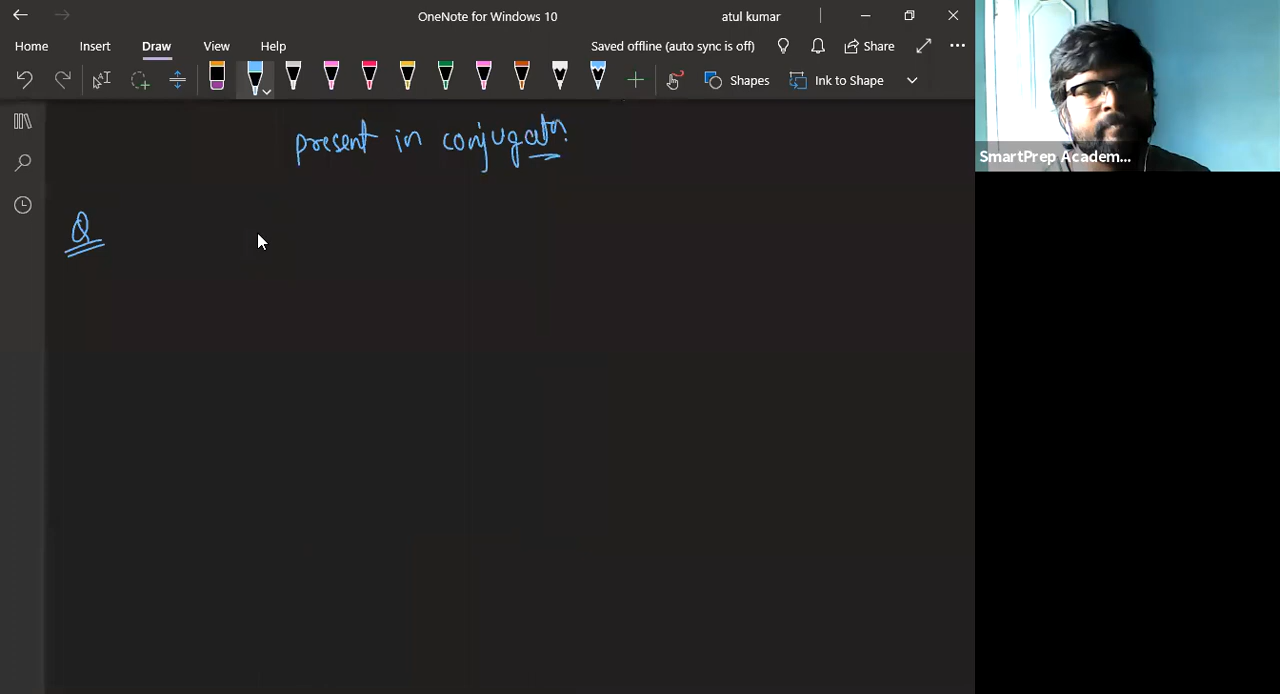 OneNote for Windows 10
atul kumar
Home Insert Draw View Help
Saved offline (auto sync is off)
Share
Shapes
Ink to Shape
present in conjugatn.
Q
SmartPrep Academ...